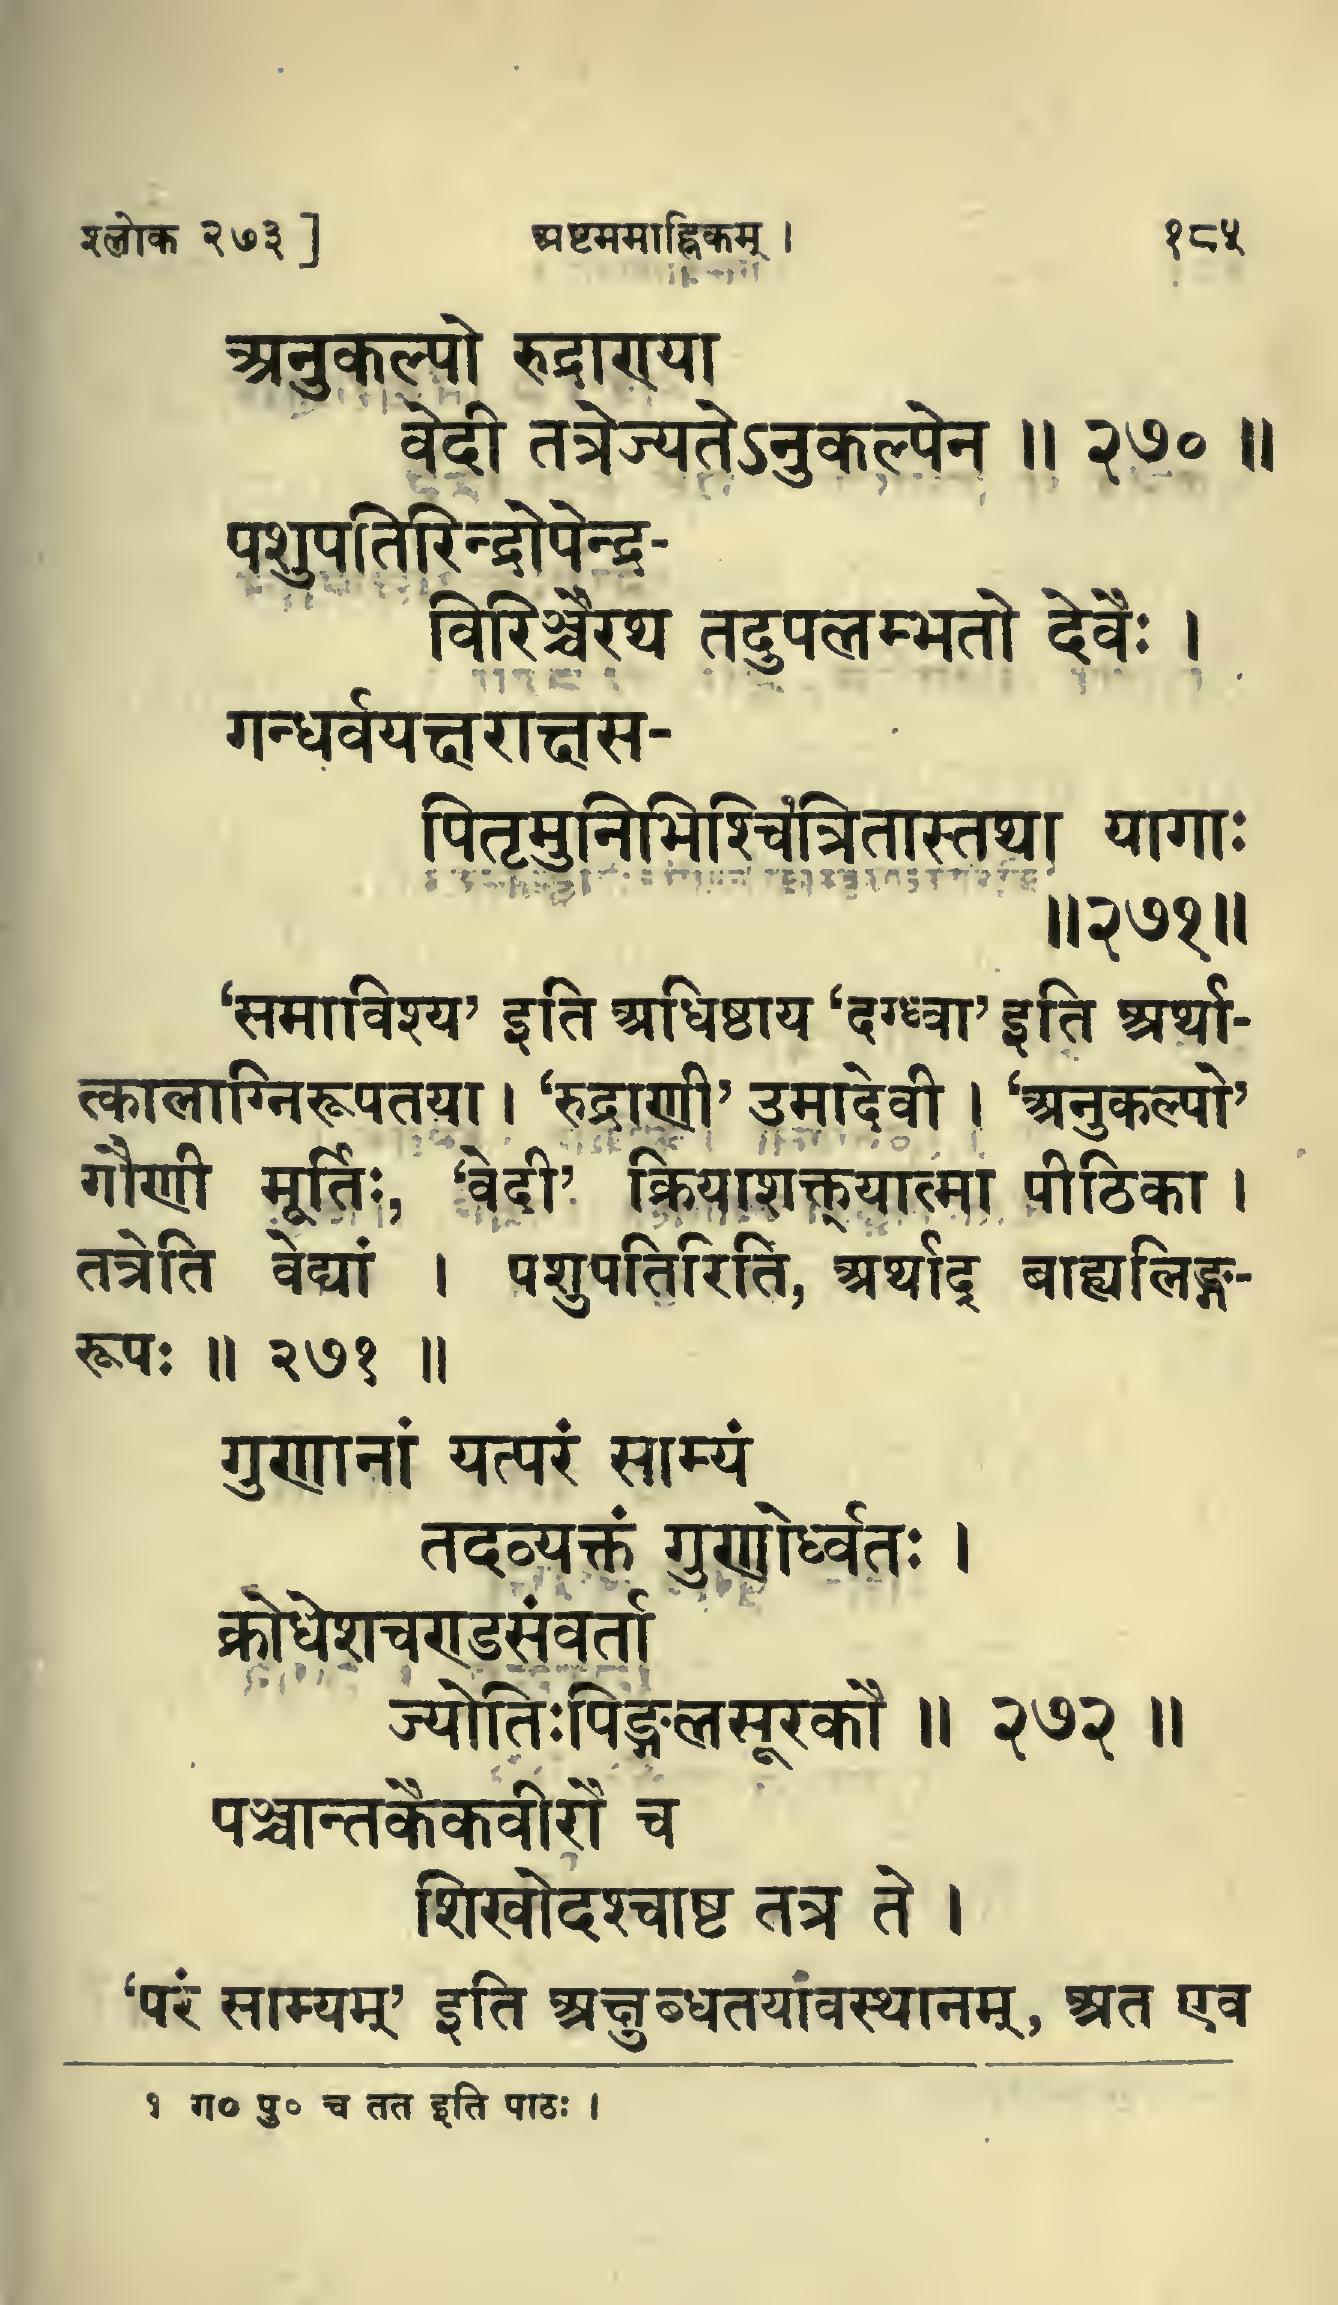 श्लोक २७३ ] अष्टममाह्निकम् । १८५
अनुकल्पो रुद्राण्या
वेदी तत्रेज्यतेऽनुकल्पेन ॥ २७० ॥
पशुपतिरिन्द्रोपेन्द्र-
विरिञ्चैरथ तदुपलम्भतो देवैः ।
गन्धर्वयक्षराक्षस-
पितृमुनिभिश्चित्रितास्तथा यागाः
॥२७१॥
‘समाविश्य’ इति अधिष्ठाय ‘दग्ध्वा’ इति अर्था-
त्कालाग्निरूपतया । ‘रुद्राणी’ उमादेवी । ‘अनुकल्पो’
गौणी मूर्तिः, ‘वेदी’ क्रियाशक्त्यात्मा पीठिका ।
तत्रेति वेद्यां । पशुपतिरिति, अर्थाद् बाह्यलिङ्ग-
रूपः ॥ २७१ ॥
गुणानां यत्परं साम्यं
तदव्यक्तं गुणोर्ध्वतः ।
क्रोधेशचण्डसंवर्ता
ज्योतिःपिङ्गलसूरकौ ॥ २७२ ॥
पञ्चान्तकैकवीरौ च
शिखोदश्चाष्ट तत्र ते ।
‘परं साम्यम्’ इति अक्षुब्धतयावस्थानम्, अत एव
१ ग० पु० च तत इति पाठः ।